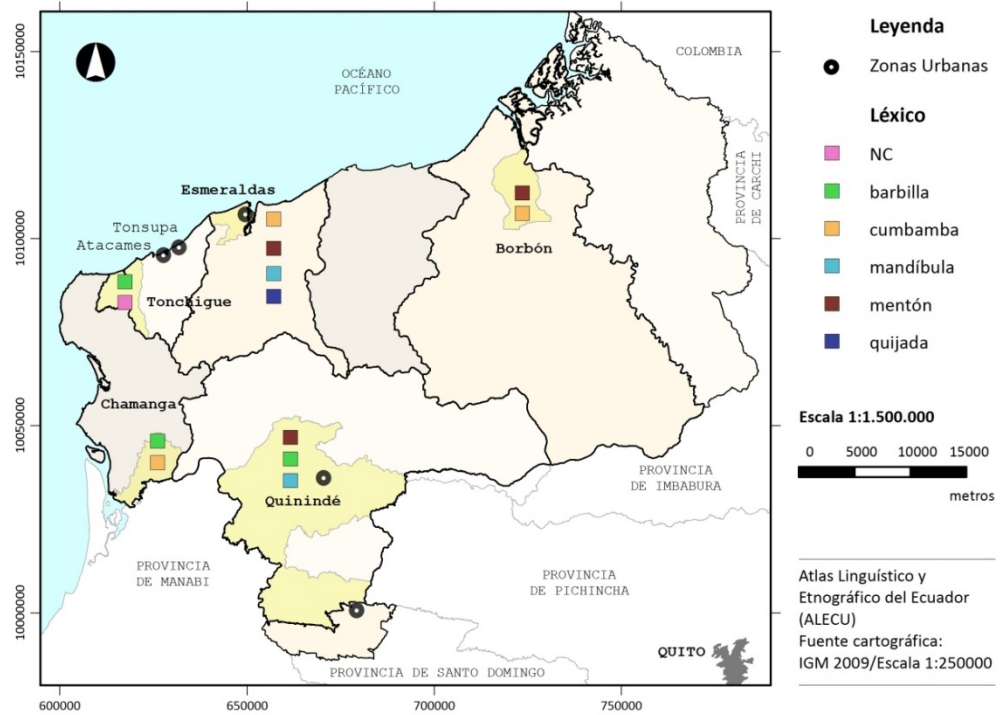 Leyenda
Zonas Urbanas
Léxico
NC
barbilla
cumbamba
mandíbula
mentón
quijada
Escala 1:1.500.000
0 5000 10000 15000
metros
Atlas Linguístico y
Etnográfico del Ecuador
(ALECU)
Fuente cartográfica:
IGM 2009/Escala 1:250000
COLOMBIA
OCÉANO
PACÍFICO
PROVINCIA
DE CARCHI
Esmeraldas
Tonsupa
Atacames
Borbón
Tonchigue
Chamanga
Quinindé
PROVINCIA
DE IMBABURA
PROVINCIA
DE MANABI
PROVINCIA
DE PICHINCHA
QUITO
PROVINCIA DE SANTO DOMINGO
10150000
10100000
10050000
10000000
600000 650000 700000 750000